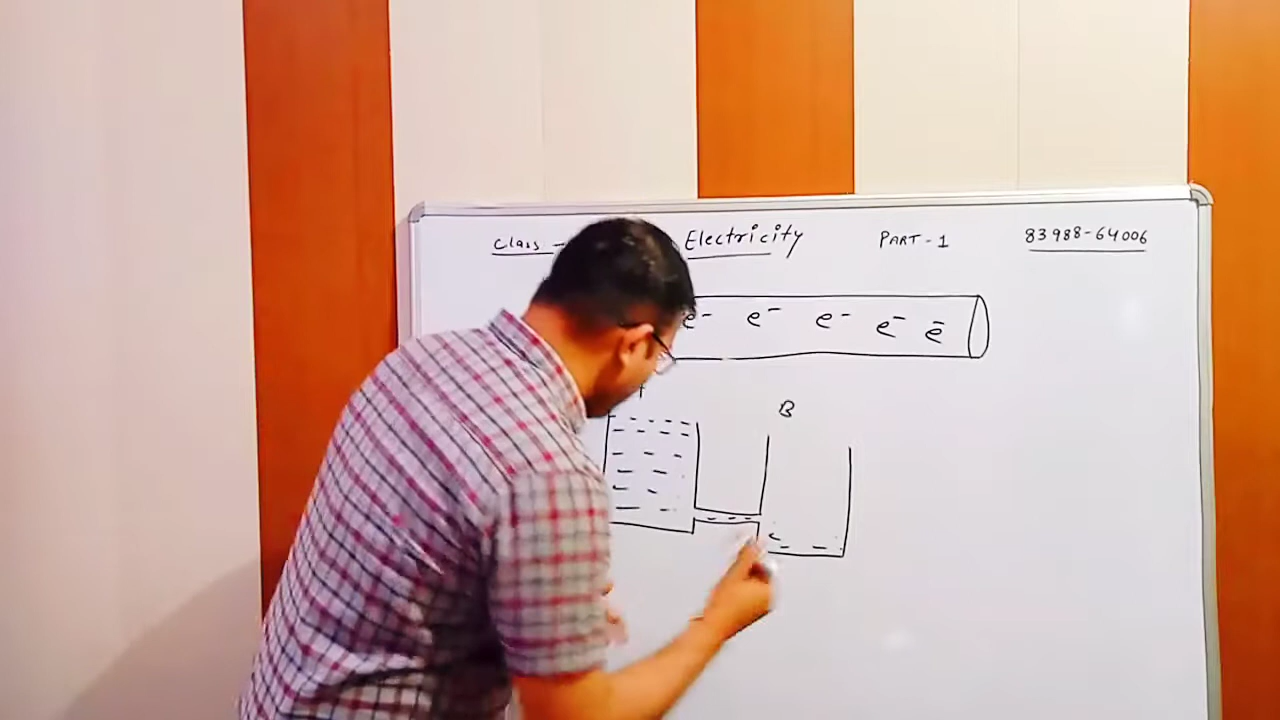 Class - Electricity PART-1 83988-64006
e⁻ e⁻ e⁻ e⁻ e⁻
B